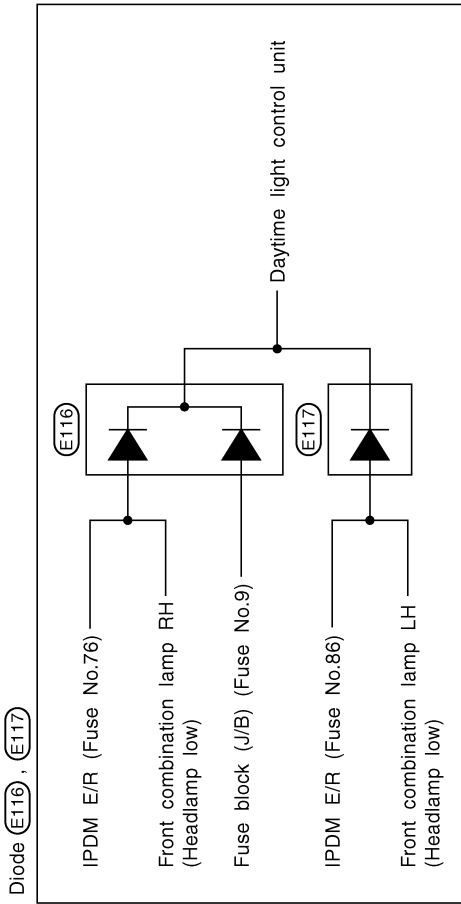 Diode E116 , E117
E116
E117
IPDM E/R (Fuse No.76)
Front combination lamp RH
(Headlamp low)
Fuse block (J/B) (Fuse No.9)
IPDM E/R (Fuse No.86)
Front combination lamp LH
(Headlamp low)
Daytime light control unit